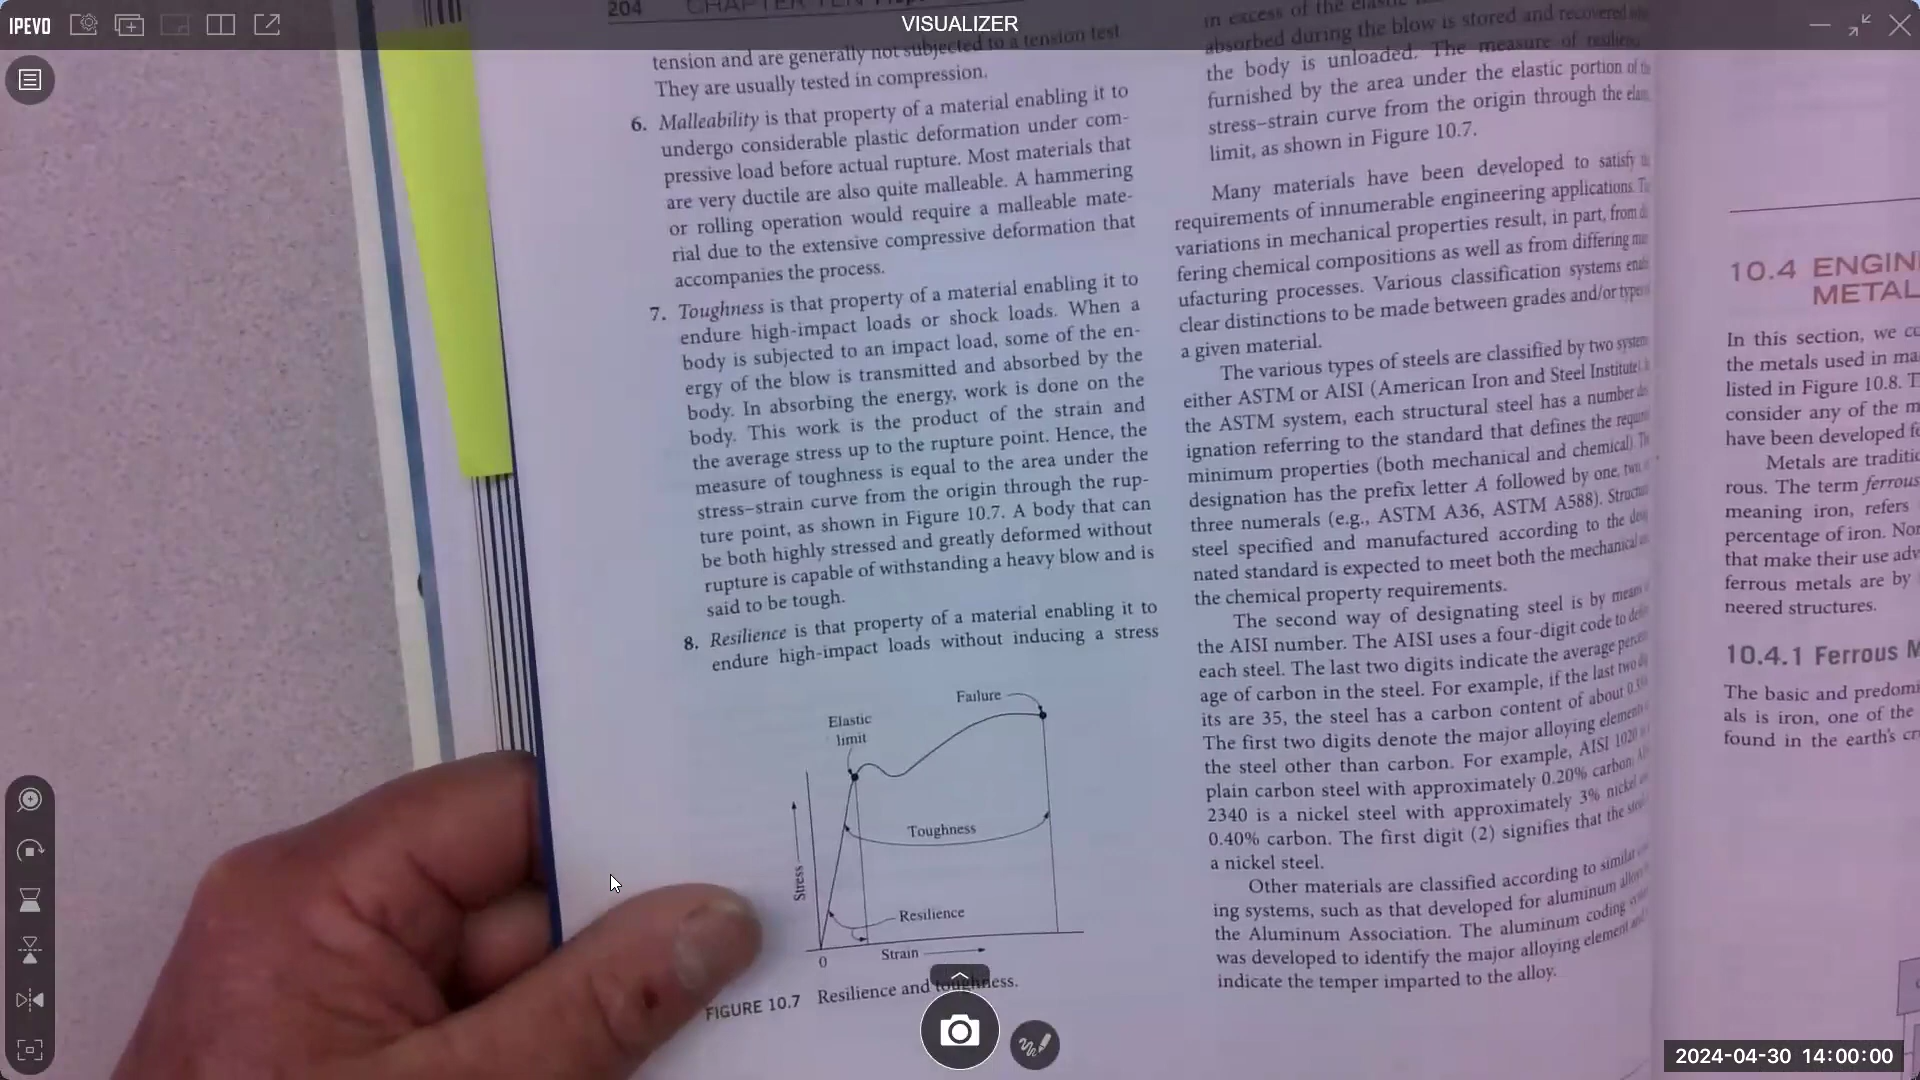 IPEVO
VISUALIZER
204
tension and are generally not subjected to a tension test
They are usually tested in compression.
6. Malleability is that property of a material enabling it to
undergo considerable plastic deformation under com-
pressive load before actual rupture. Most materials that
are very ductile are also quite malleable. A hammering
or rolling operation would require a malleable mate-
rial due to the extensive compressive deformation that
accompanies the process.
7. Toughness is that property of a material enabling it to
endure high-impact loads or shock loads. When a
body is subjected to an impact load, some of the en-
ergy of the blow is transmitted and absorbed by the
body. In absorbing the energy, work is done on the
body. This work is the product of the strain and
the average stress up to the rupture point. Hence, the
measure of toughness is equal to the area under the
stress–strain curve from the origin through the rup-
ture point, as shown in Figure 10.7. A body that can
be both highly stressed and greatly deformed without
rupture is capable of withstanding a heavy blow and is
said to be tough.
8. Resilience is that property of a material enabling it to
endure high-impact loads without inducing a stress
Failure
Elastic
limit
Toughness
Stress
Resilience
0
Strain
FIGURE 10.7 Resilience and toughness.
in excess of the elastic
absorbed during the blow is stored and recovered
the body is unloaded. The measure of
furnished by the area under the elastic portion of
stress–strain curve from the origin through the
limit, as shown in Figure 10.7.
Many materials have been developed to satisfy
requirements of innumerable engineering applications.
variations in mechanical properties result, in part, from
fering chemical compositions as well as from differing
ufacturing processes. Various classification systems
clear distinctions to be made between grades and/or
a given material.
The various types of steels are classified by two
either ASTM or AISI (American Iron and Steel Institute).
the ASTM system, each structural steel has a number
ignation referring to the standard that defines the
minimum properties (both mechanical and chemical).
designation has the prefix letter A followed by one, two
three numerals (e.g., ASTM A36, ASTM A588).
steel specified and manufactured according to the
nated standard is expected to meet both the mechanical
the chemical property requirements.
The second way of designating steel is by
the AISI number. The AISI uses a four-digit code to
each steel. The last two digits indicate the average
age of carbon in the steel. For example, if the last two
its are 35, the steel has a carbon content of about
The first two digits denote the major alloying
the steel other than carbon. For example, AISI 1020
plain carbon steel with approximately 0.20% carbon.
2340 is a nickel steel with approximately 3% nickel
0.40% carbon. The first digit (2) signifies that the
a nickel steel.
Other materials are classified according to
ing systems, such as that developed for aluminum
the Aluminum Association. The aluminum coding
was developed to identify the major alloying element
indicate the temper imparted to the alloy.
10.4 ENGIN
METAL
In this section, we
the metals used in
listed in Figure 10.8.
consider any of the
have been developed
Metals are
rous. The term ferrous
meaning iron, refers
percentage of iron.
that make their use
ferrous metals are by
neered structures.
10.4.1 Ferrous M
The basic and
als is iron, one of the
found in the earth's
2024-04-30 14:00:00